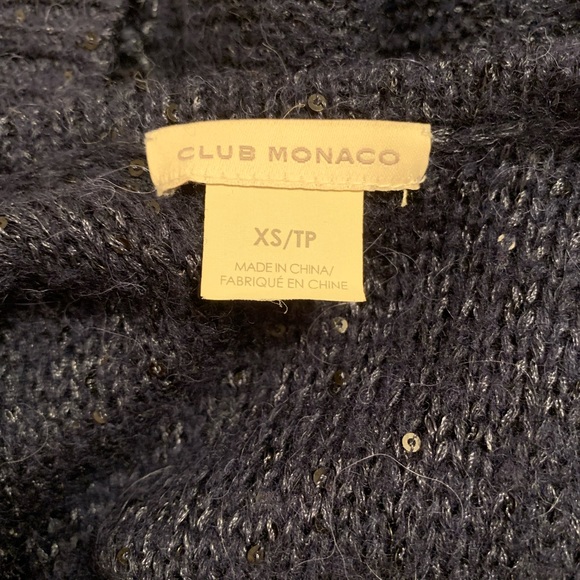 CLUB MONACO
XS/TP
MADE IN CHINA/
FABRIQUÉ EN CHINE